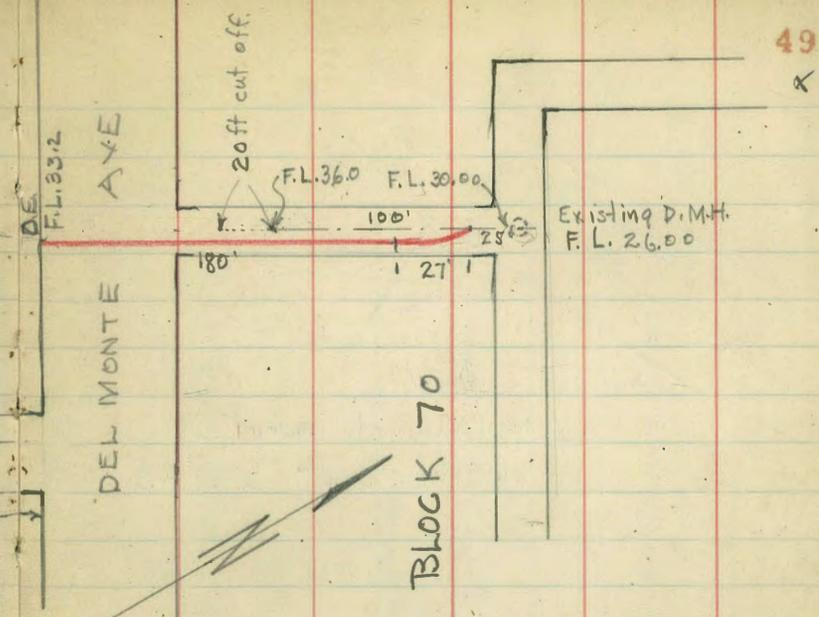 49
20 ft cut off.
D.E.
F.L. 33.2
DEL MONTE AVE
F.L. 36.0
F. L. 30.00
100'
25'
Existing D.M.H.
F. L. 26.00
180'
27'
BLOCK 70